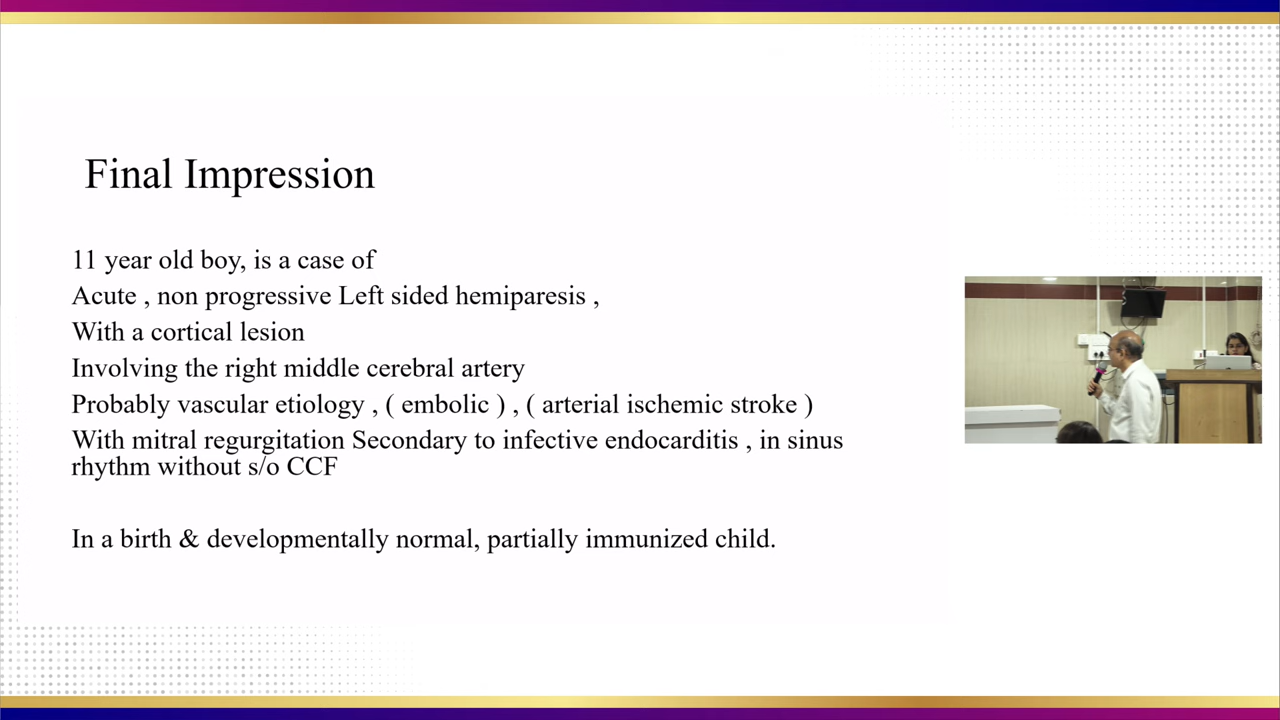 Final Impression
11 year old boy, is a case of
Acute , non progressive Left sided hemiparesis ,
With a cortical lesion
Involving the right middle cerebral artery
Probably vascular etiology , ( embolic ) , ( arterial ischemic stroke )
With mitral regurgitation Secondary to infective endocarditis , in sinus
rhythm without s/o CCF
In a birth & developmentally normal, partially immunized child.